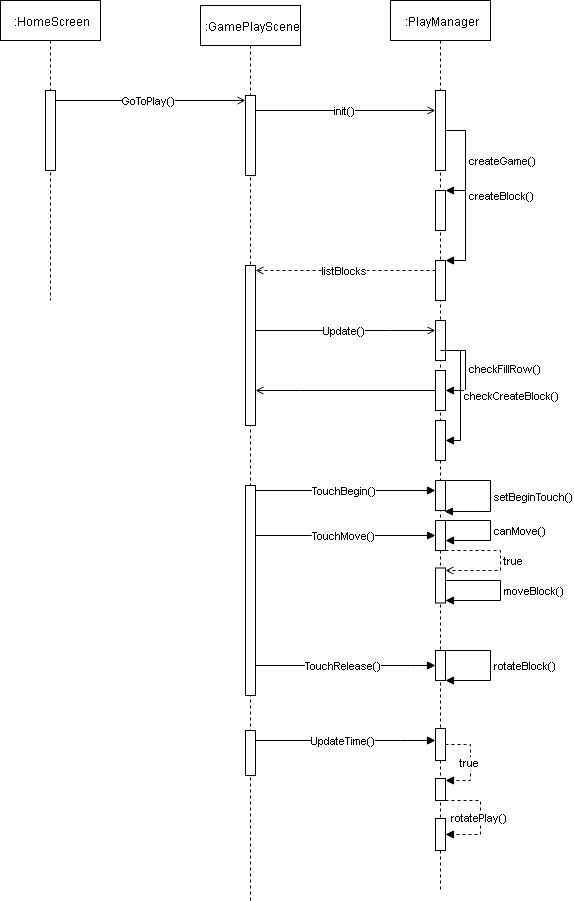 :HomeScreen
:GamePlayScene
:PlayManager
GoToPlay()
init()
createGame()
createBlock()
listBlocks
Update()
checkFillRow()
checkCreateBlock()
TouchBegin()
setBeginTouch()
TouchMove()
canMove()
true
moveBlock()
TouchRelease()
rotateBlock()
UpdateTime()
true
rotatePlay()